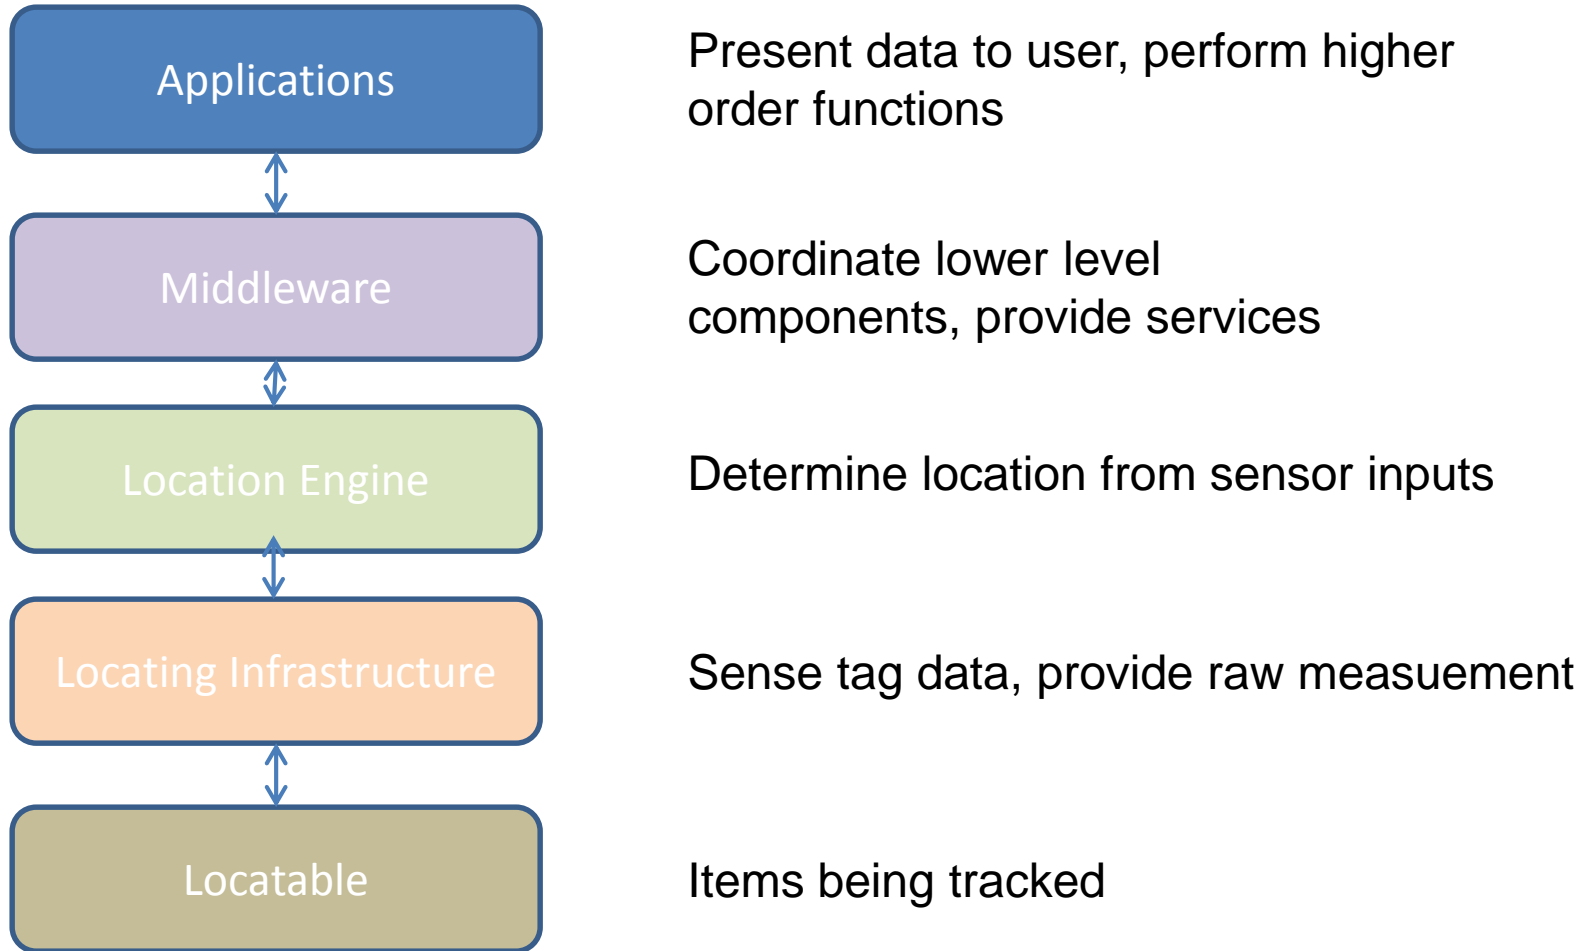 Applications
Present data to user, perform higher
order functions
Middleware
Coordinate lower level
components, provide services
Location Engine
Determine location from sensor inputs
Locating Infrastructure
Sense tag data, provide raw measuement
Locatable
Items being tracked